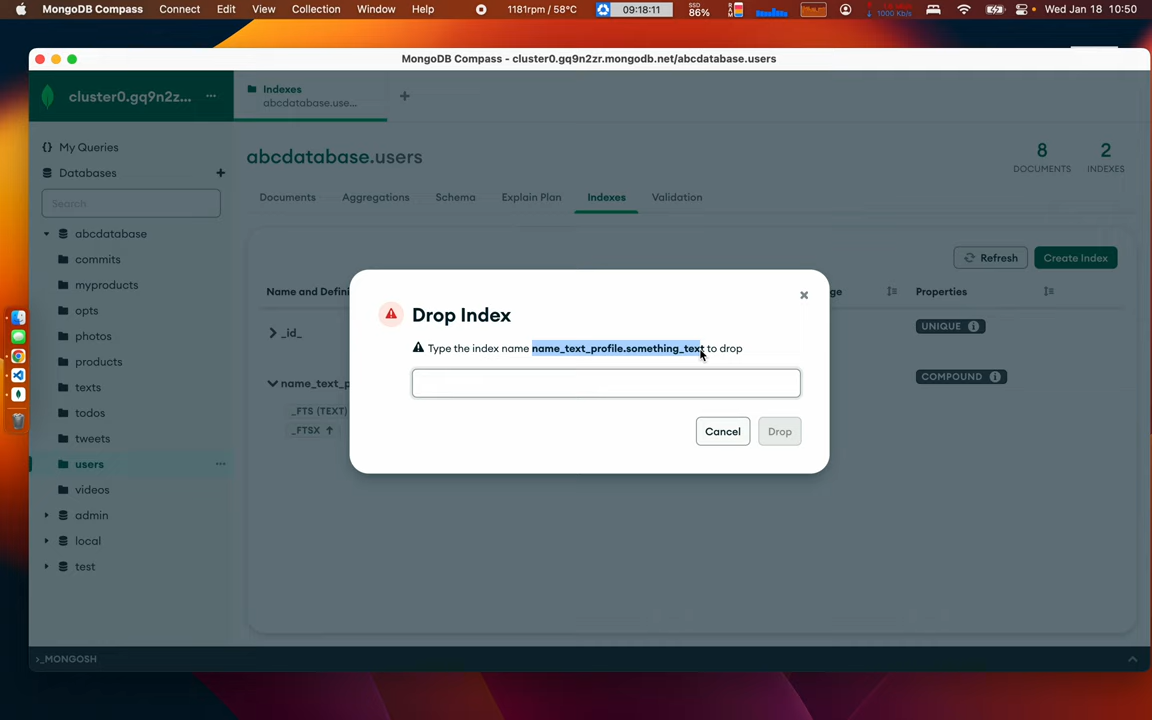 MongoDB Compass Connect Edit View Collection Window Help 1181rpm / 58°C 09:18:11 SSD 86% 1000 Kb/s Wed Jan 18 10:50
MongoDB Compass - cluster0.gq9n2zr.mongodb.net/abcdatabase.users
cluster0.gq9n2z... ...
Indexes
abcdatabase.use...
+
{} My Queries
Databases +
Search
abcdatabase
commits
myproducts
opts
photos
products
texts
todos
tweets
users ...
videos
admin
local
test
abcdatabase.users
8
DOCUMENTS
2
INDEXES
Documents Aggregations Schema Explain Plan Indexes Validation
Refresh Create Index
Name and Defini ge Properties
_id_ UNIQUE
name_text_p COMPOUND
_FTS (TEXT)
_FTSX ↑
Drop Index
Type the index name name_text_profile.something_text to drop
Cancel Drop
>_MONGOSH